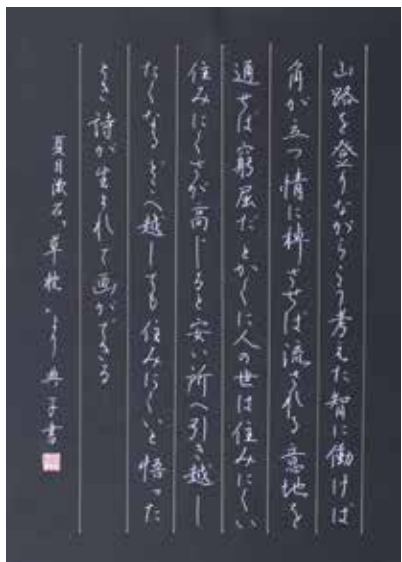 山路を登りながらこう考えた智に働けば
角が立つ情に棹させば流される意地を
通せば窮屈だとかくに人の世は住みにくい
住みにくさが高じると安い所へ引き越し
たくなるどこへ越しても住みにくいと悟った
とき詩が生まれて画ができる
夏目漱石、草枕〟より 典子書